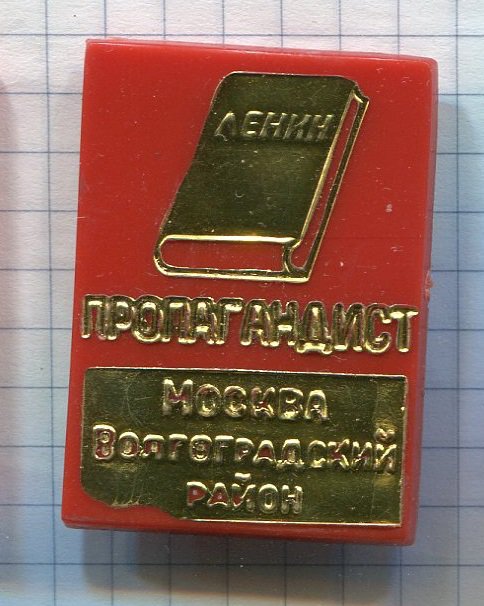 ЛЕНИН
ПРОПАГАНДИСТ
МОСКВА
ВОЛГОГРАДСКИЙ
РАЙОН